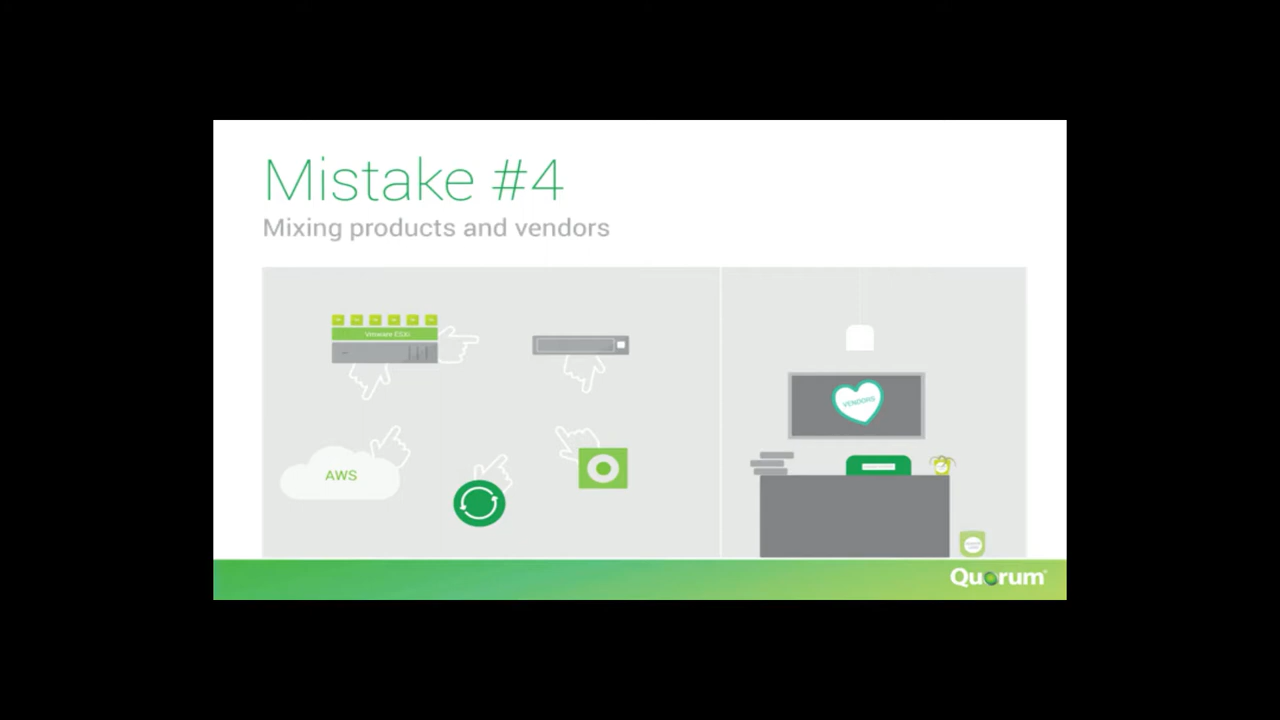 Mistake #4
Mixing products and vendors
Vmware ESXi
VENDORS
AWS
Quorum